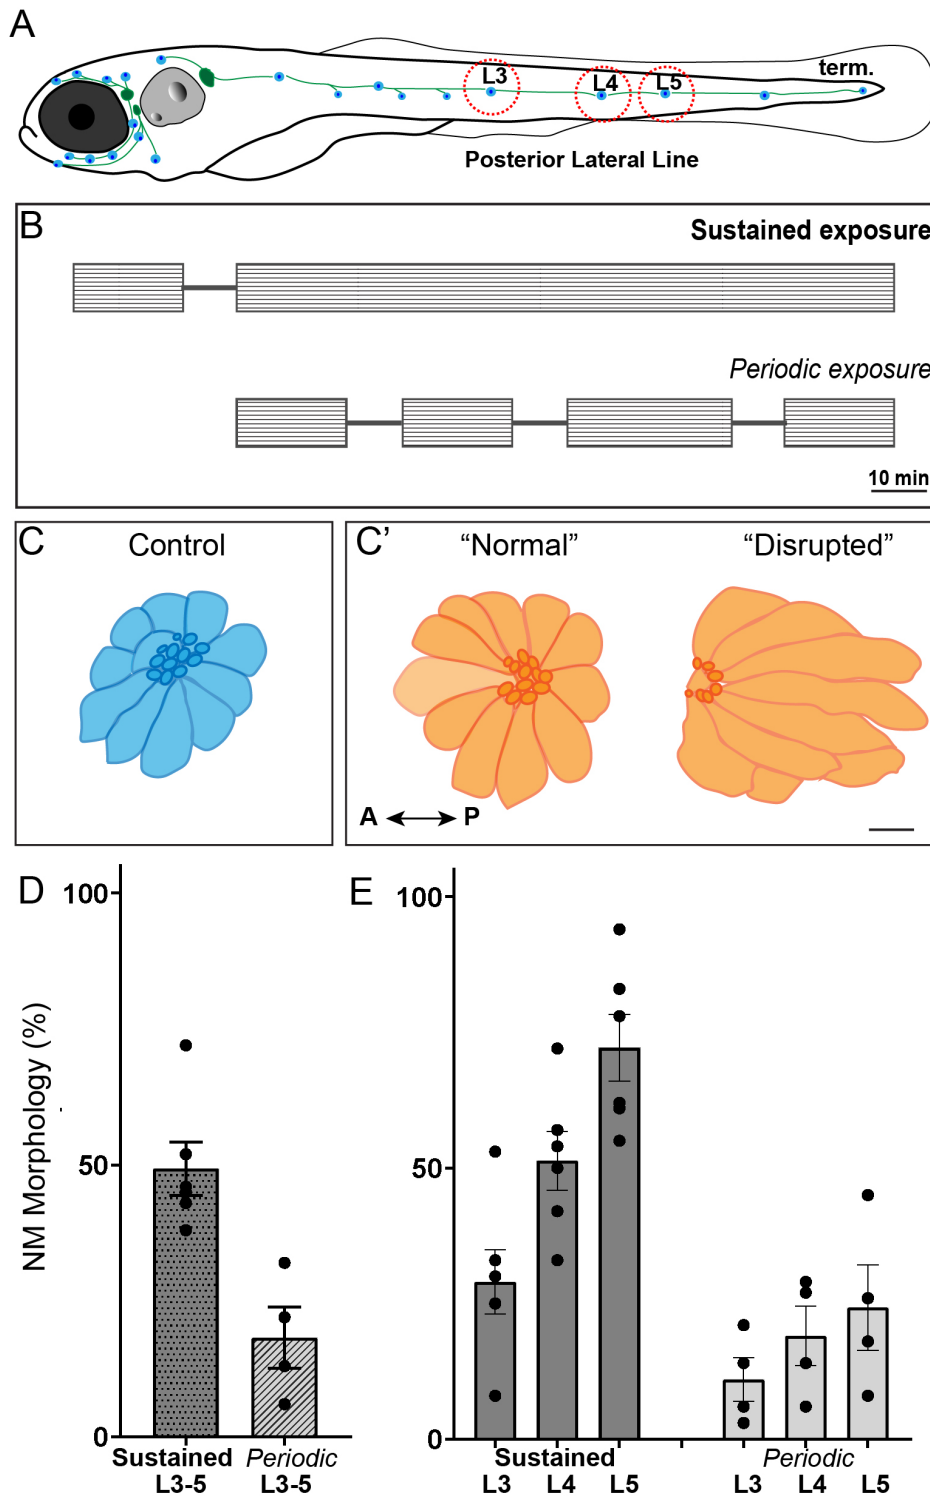 A
L3
L4
L5
term.
Posterior Lateral Line
B
Sustained exposure
Periodic exposure
10 min
C
Control
C'
“Normal”
“Disrupted”
A
P
D
E
100
50
0
NM Morphology (%)
Sustained
L3-5
Periodic
L3-5
100
50
0
Sustained
Periodic
L3
L4
L5
L3
L4
L5